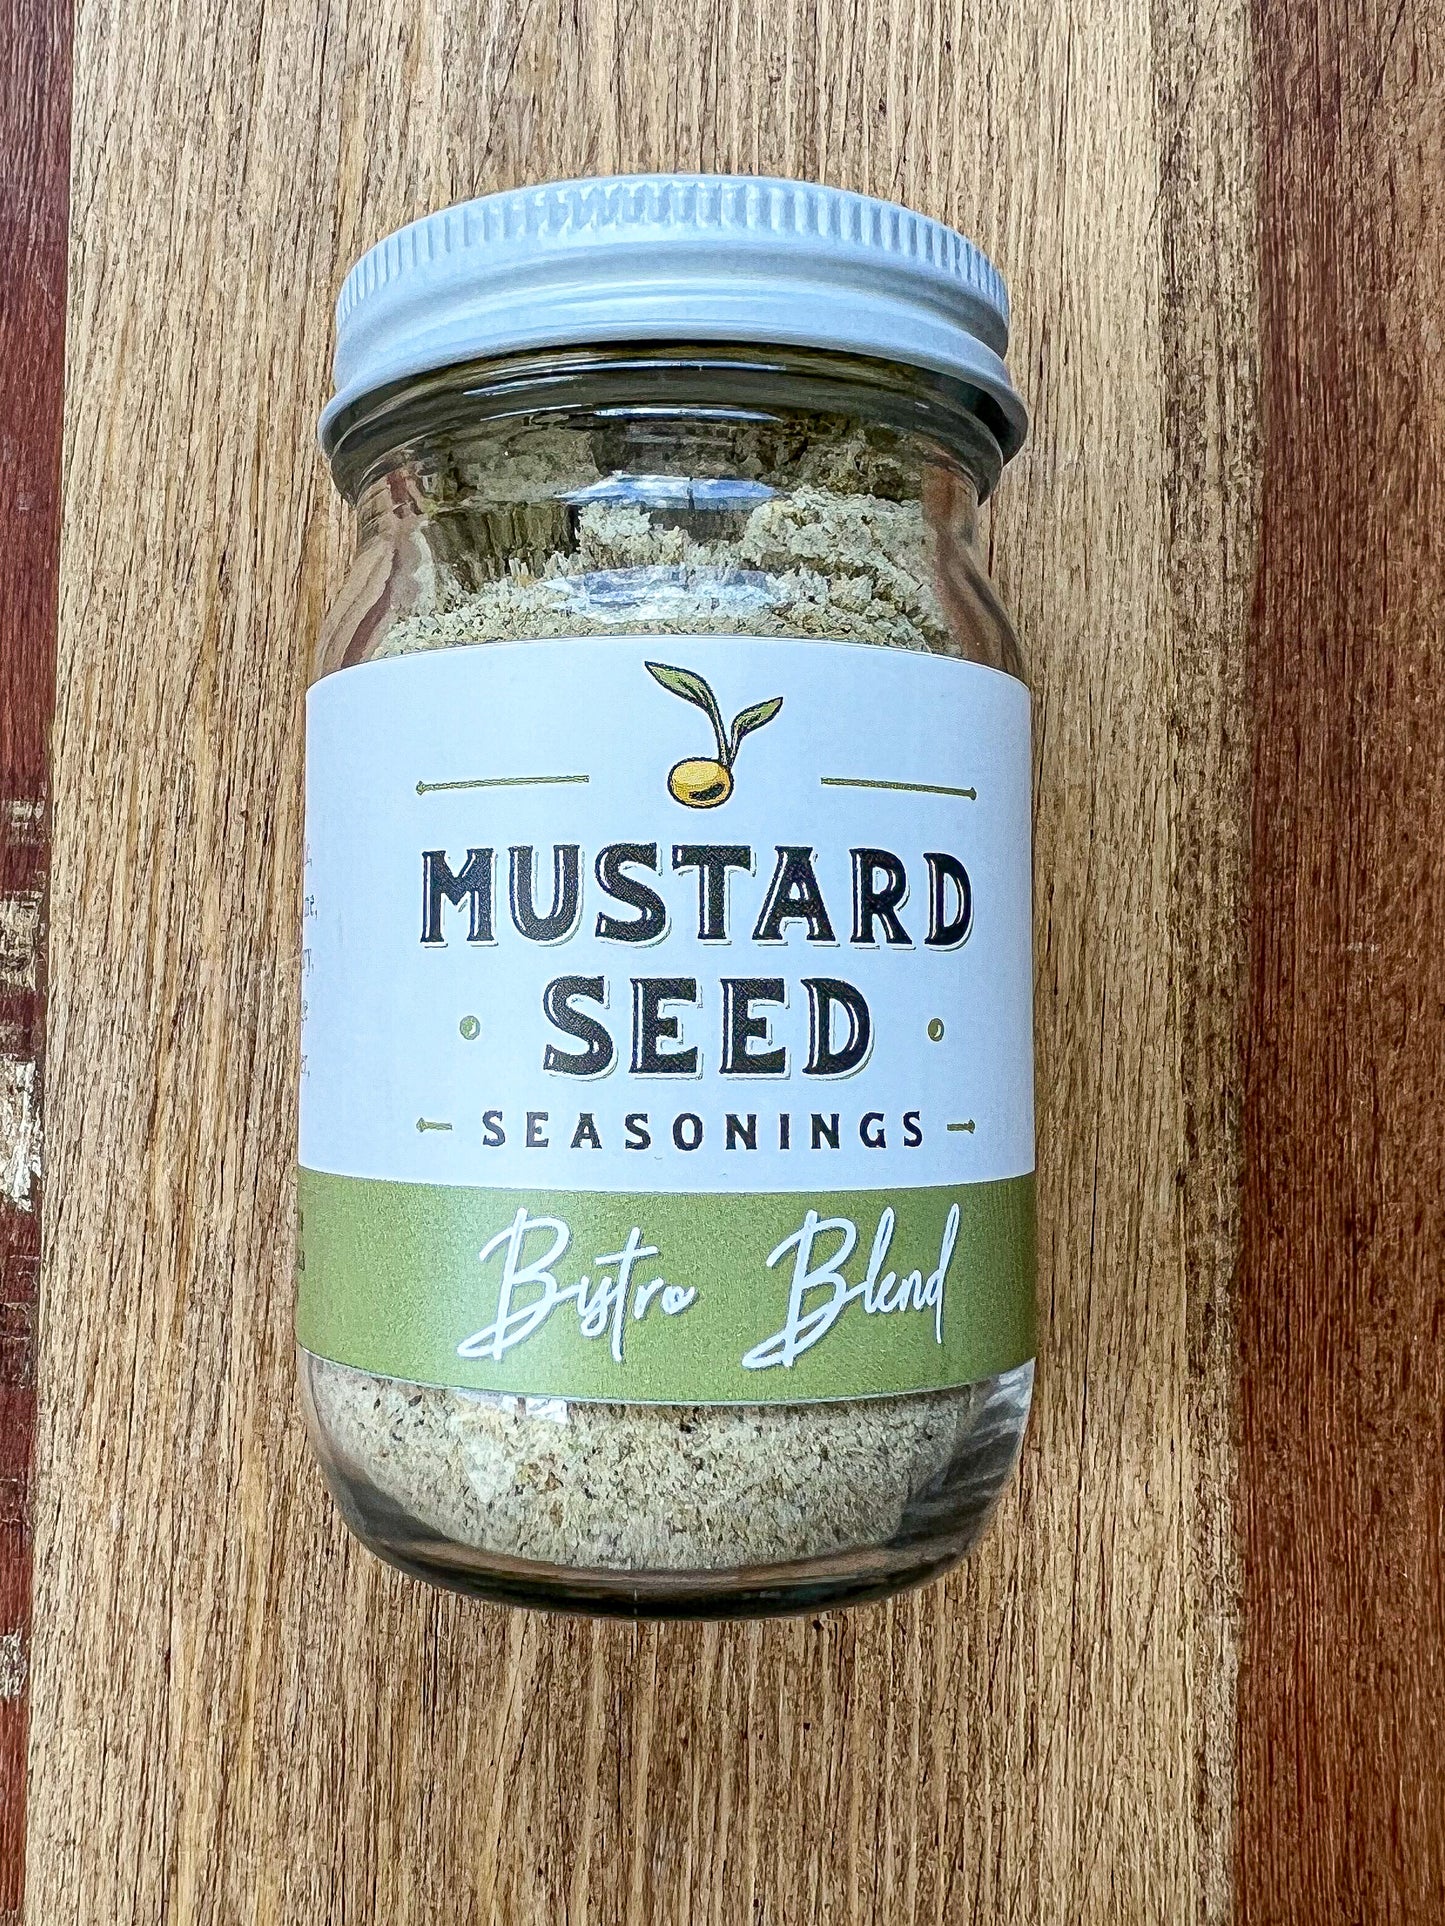 MUSTARD
SEED
SEASONINGS
Bistro Blend